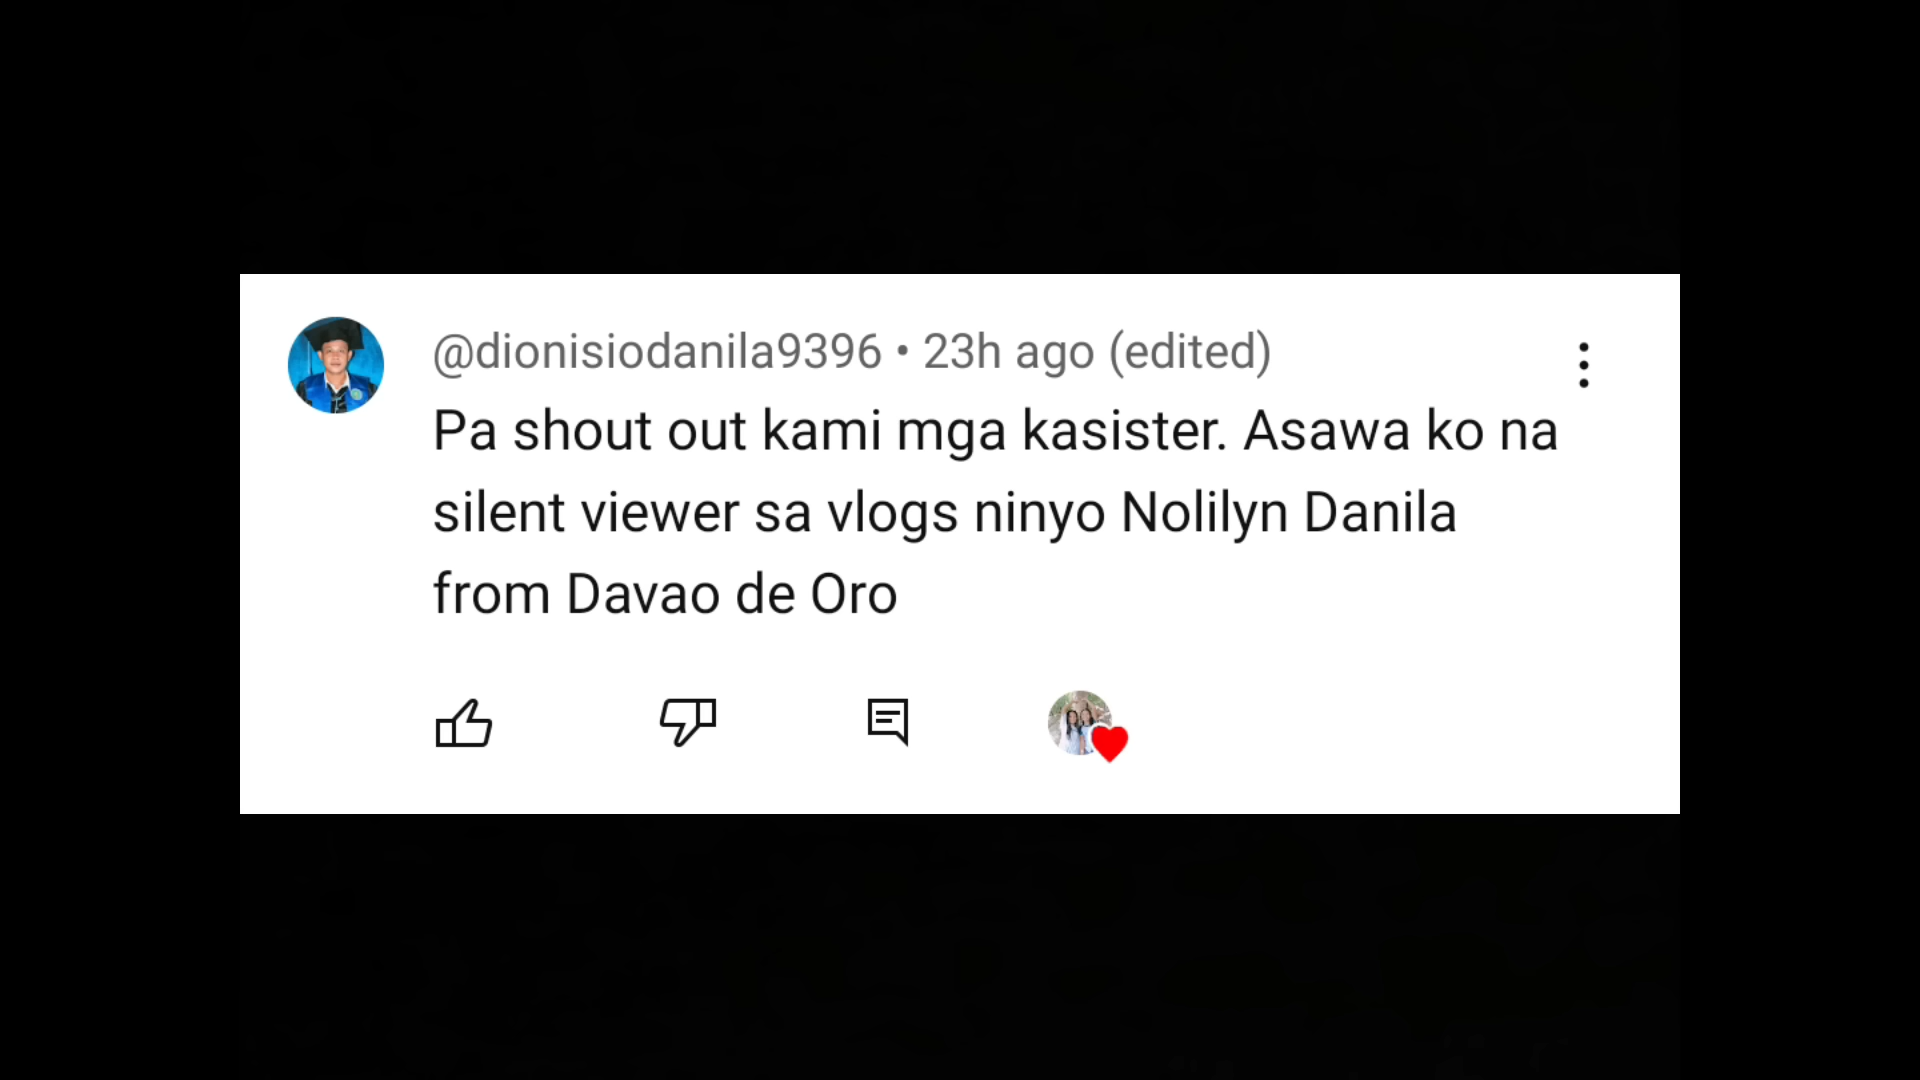 @dionisiodanila9396 • 23h ago (edited)
Pa shout out kami mga kasister. Asawa ko na
silent viewer sa vlogs ninyo Nolilyn Danila
from Davao de Oro